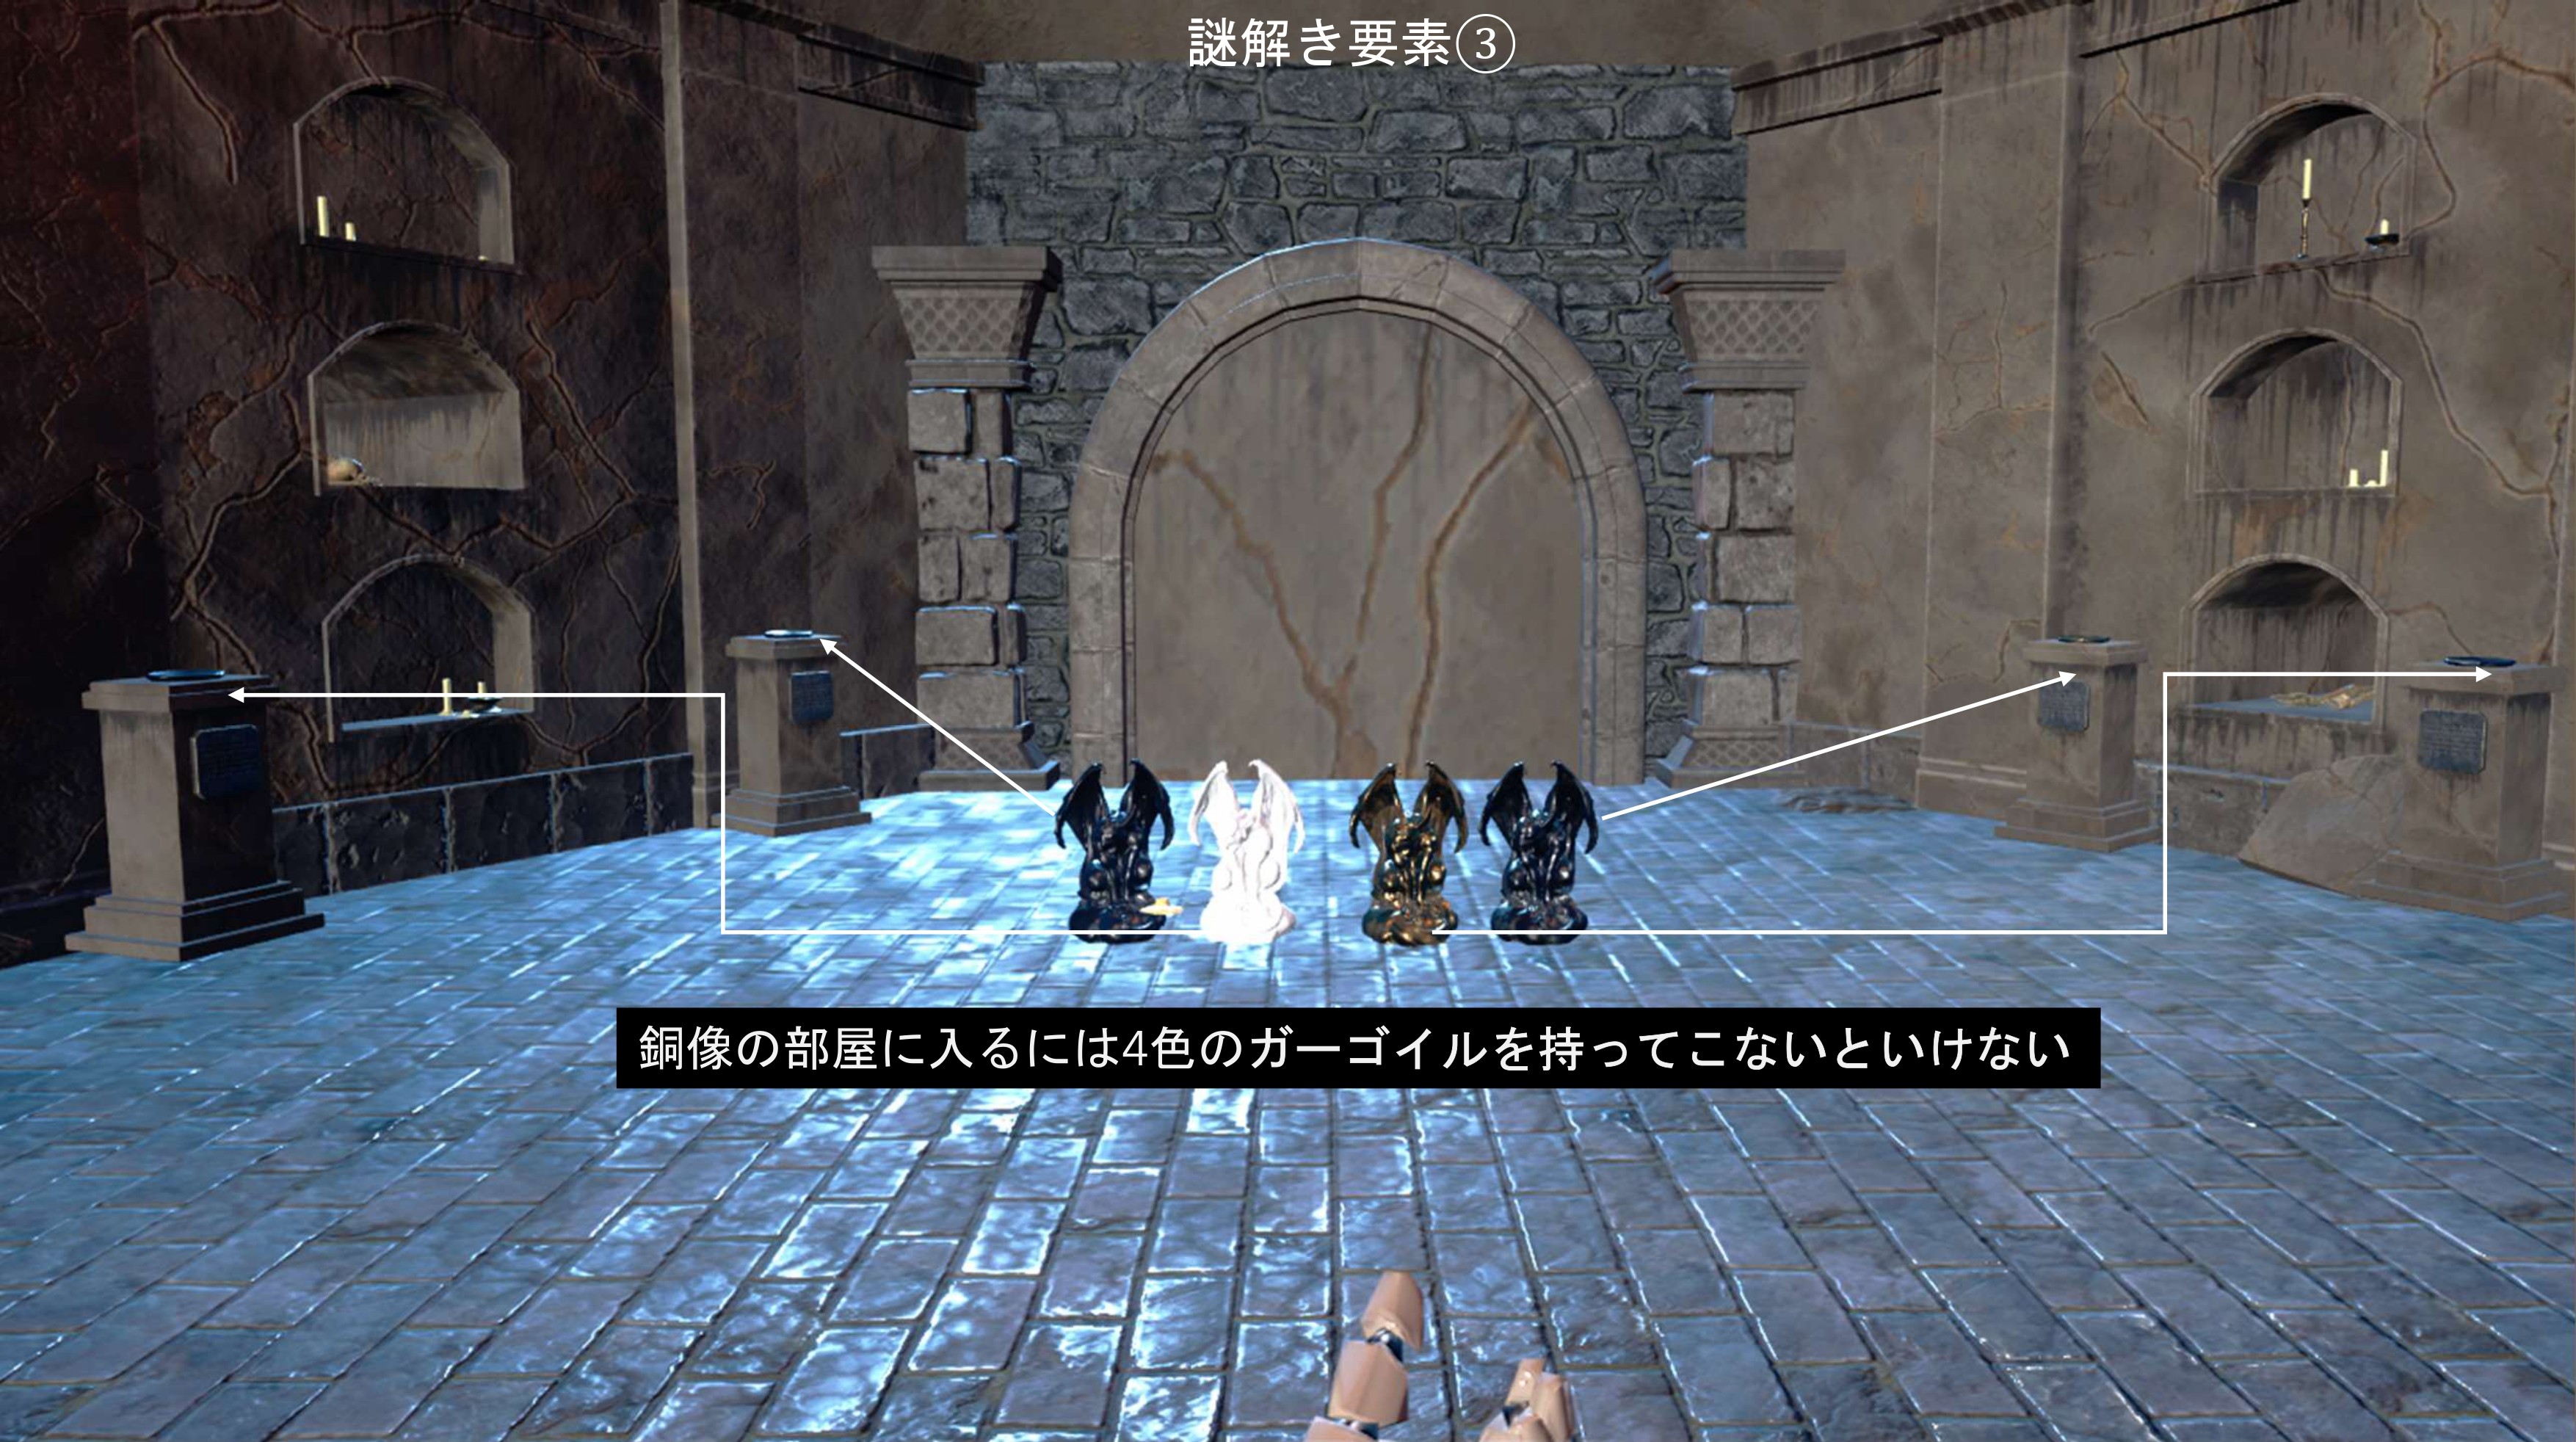 謎解き要素③
銅像の部屋に入るには4色のガーゴイルを持ってこないといけない